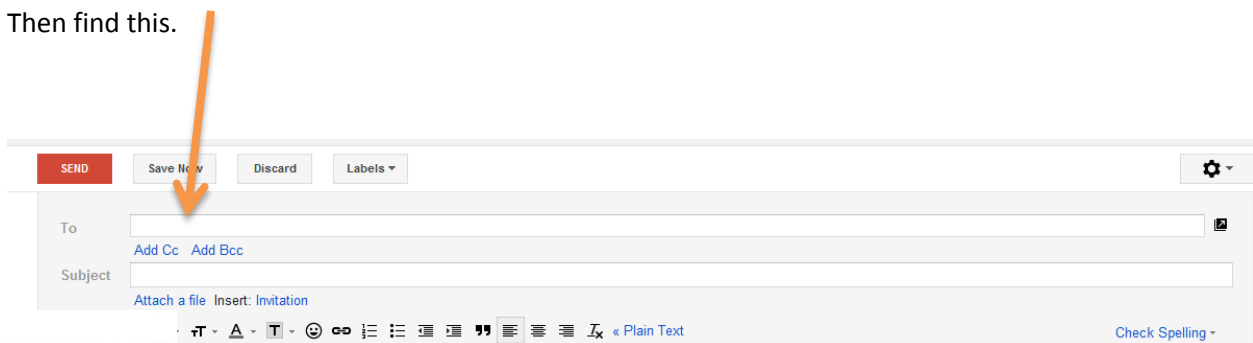 Then find this.
SEND Save Now Discard Labels
To
Add Cc Add Bcc
Subject
Attach a file Insert: Invitation
T A T « Plain Text Check Spelling